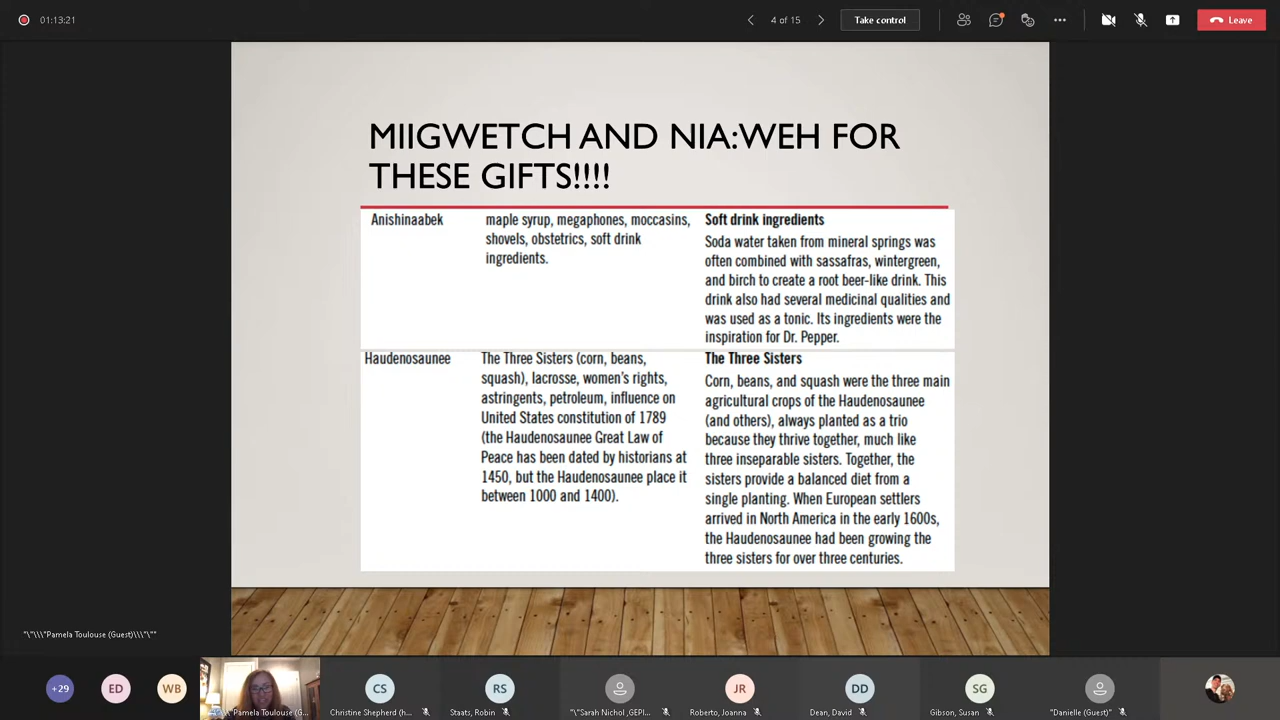 01:13:21
4 of 15
Take control
Leave
MIIGWETCH AND NIA:WEH FOR
THESE GIFTS!!!!
Anishinaabek
maple syrup, megaphones, moccasins,
shovels, obstetrics, soft drink
ingredients.
Soft drink ingredients
Soda water taken from mineral springs was
often combined with sassafras, wintergreen,
and birch to create a root beer-like drink. This
drink also had several medicinal qualities and
was used as a tonic. Its ingredients were the
inspiration for Dr. Pepper.
Haudenosaunee
The Three Sisters (corn, beans,
squash), lacrosse, women's rights,
astringents, petroleum, influence on
United States constitution of 1789
(the Haudenosaunee Great Law of
Peace has been dated by historians at
1450, but the Haudenosaunee place it
between 1000 and 1400).
The Three Sisters
Corn, beans, and squash were the three main
agricultural crops of the Haudenosaunee
(and others), always planted as a trio
because they thrive together, much like
three inseparable sisters. Together, the
sisters provide a balanced diet from a
single planting. When European settlers
arrived in North America in the early 1600s,
the Haudenosaunee had been growing the
three sisters for over three centuries.
"\"\\\"Pamela Toulouse (Guest)\\\"\""
+29
ED
WB
Pamela Toulouse (G...
CS
Christine Shepherd (h...
RS
Staats, Robin
"\"Sarah Nichol ,GEPI...
JR
Roberto, Joanna
DD
Dean, David
SG
Gibson, Susan
"Danielle (Guest)"